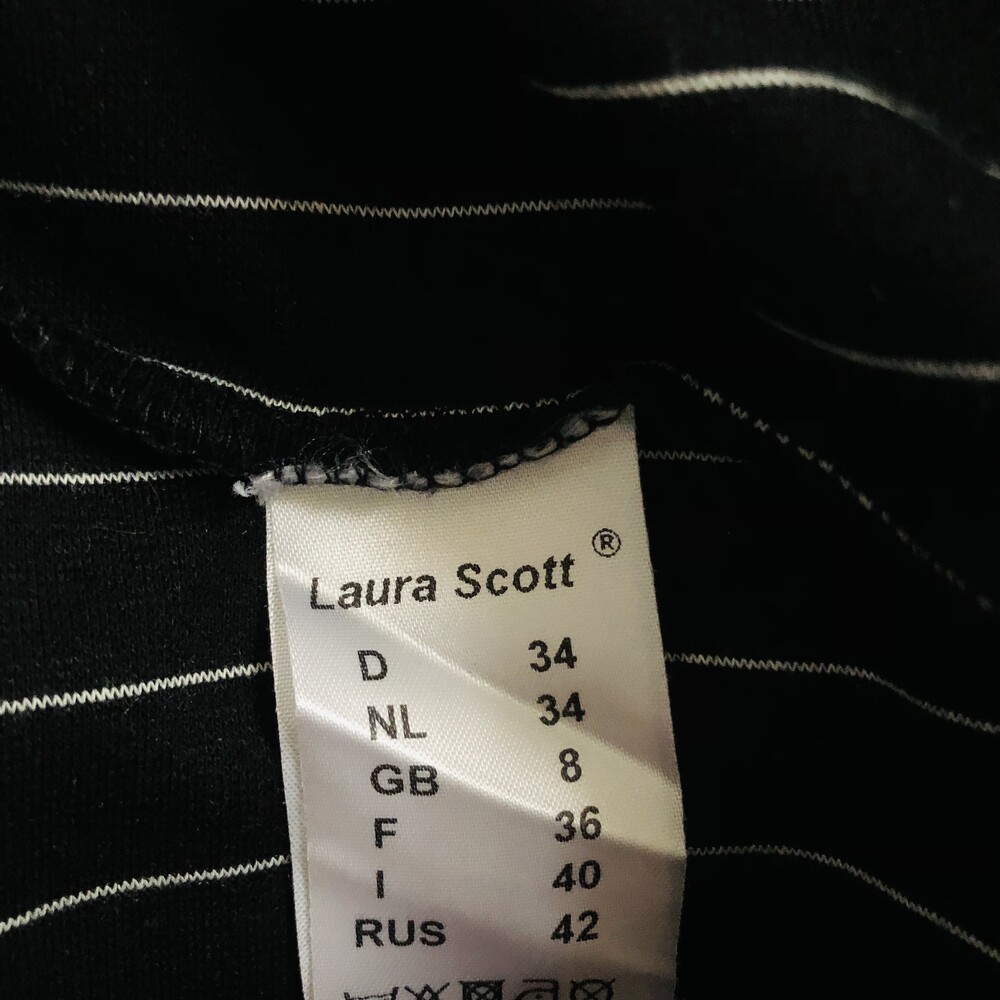 Laura Scott ®
D 34
NL 34
GB 8
F 36
I 40
RUS 42